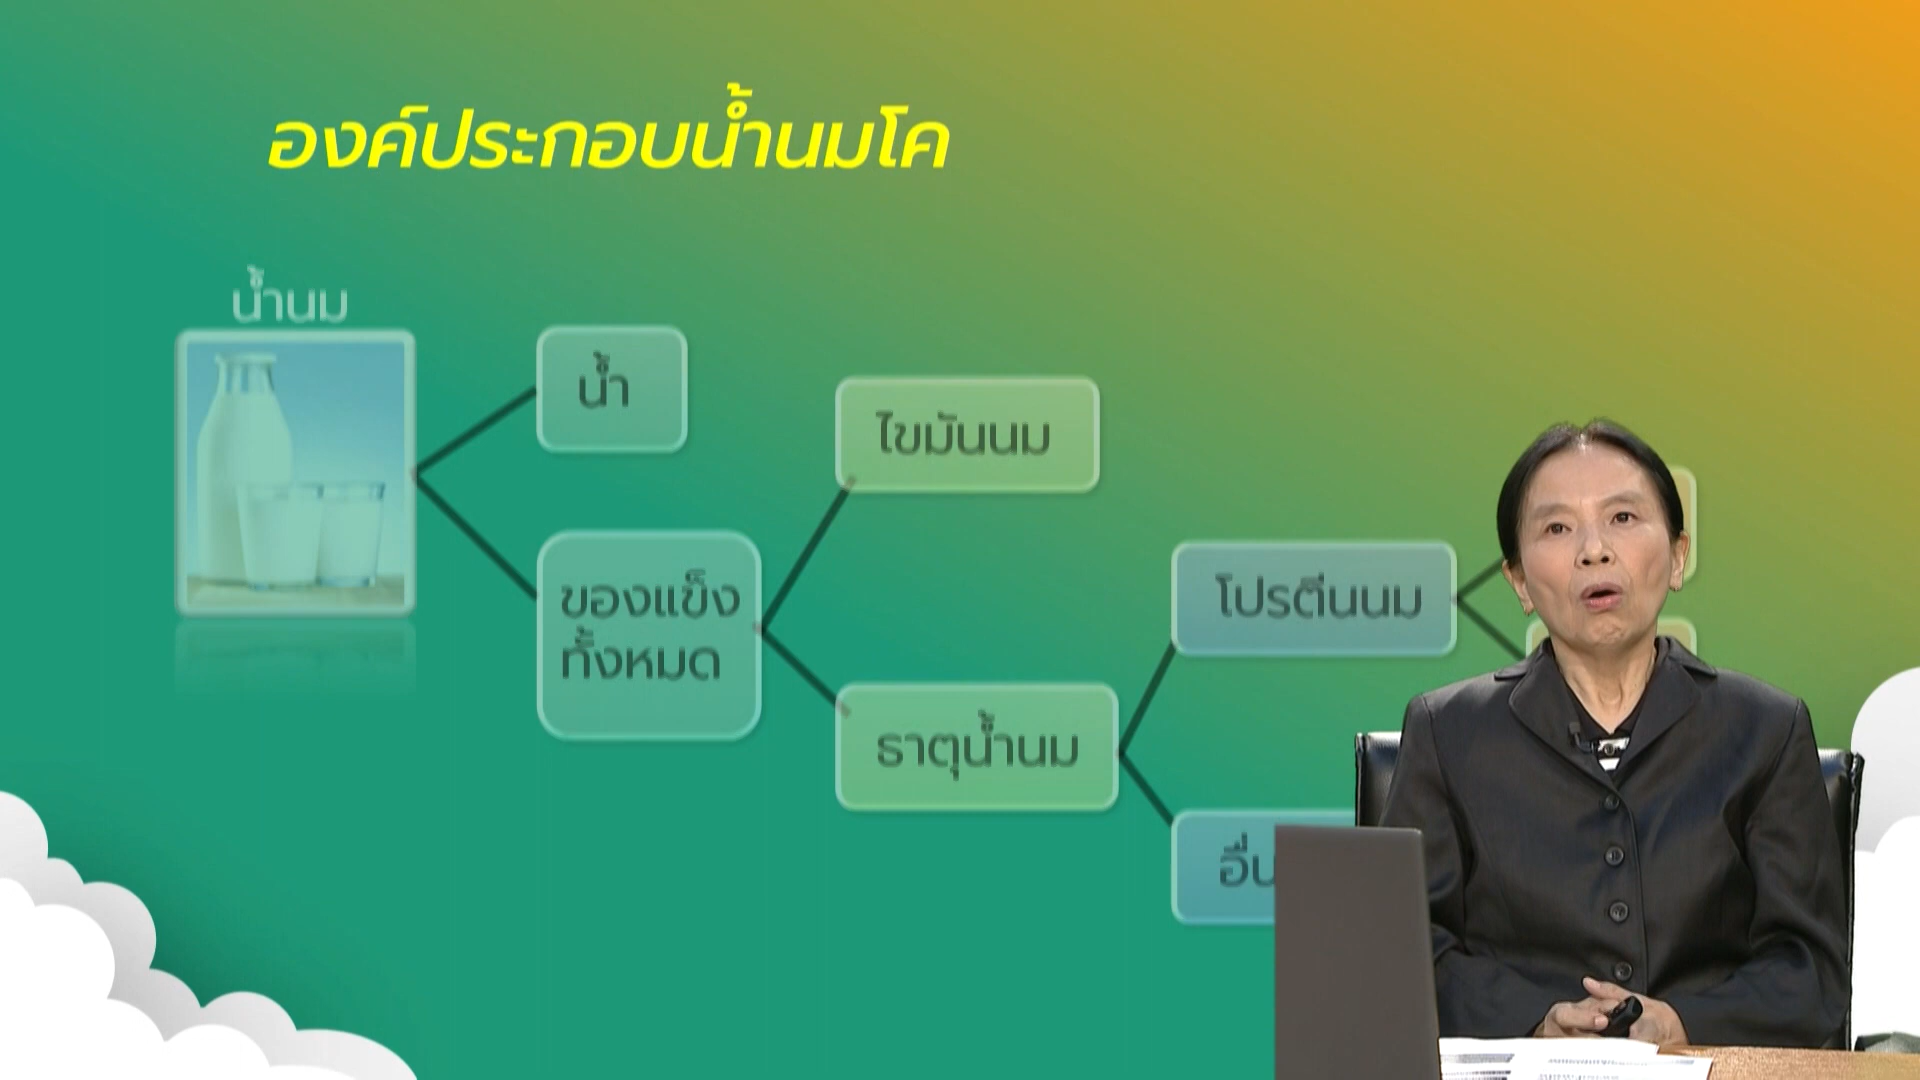 องค์ประกอบน้ำนมโค
น้ำนม
น้ำ
ไขมันนม
ของแข็ง
ทั้งหมด
โปรตีนนม
ธาตุน้ำนม